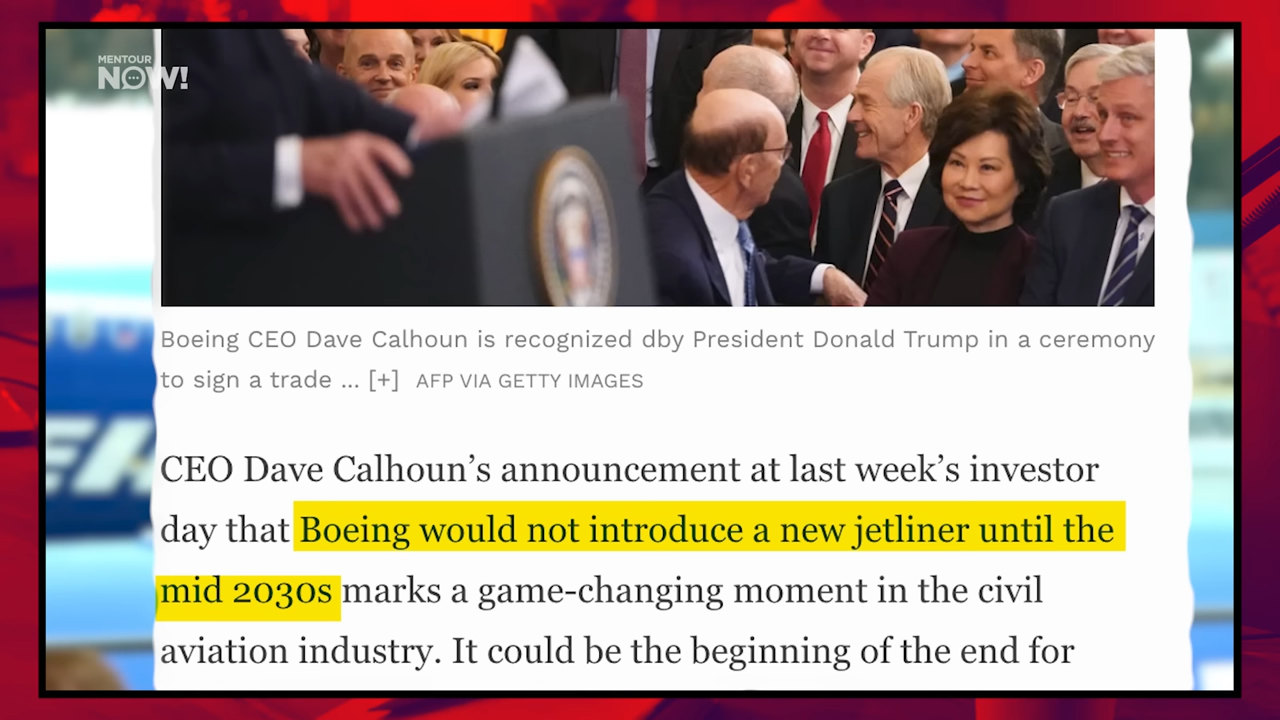 MENTOUR
NOW!
Boeing CEO Dave Calhoun is recognized dby President Donald Trump in a ceremony
to sign a trade ... [+] AFP VIA GETTY IMAGES
CEO Dave Calhoun’s announcement at last week’s investor
day that Boeing would not introduce a new jetliner until the
mid 2030s marks a game-changing moment in the civil
aviation industry. It could be the beginning of the end for